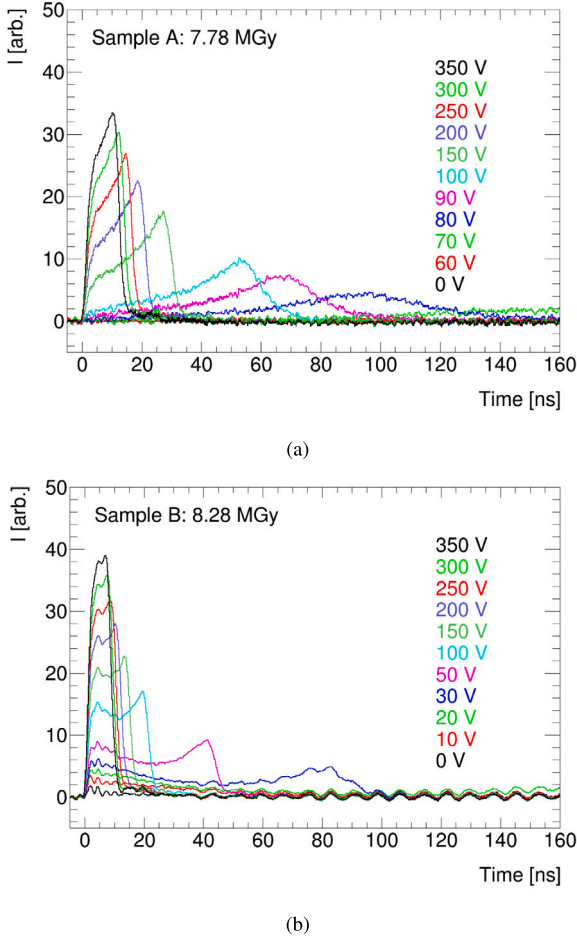 I [arb.]
50
Sample A: 7.78 MGy
350 V
40
300 V
250 V
200 V
30
150 V
100 V
20
90 V
80 V
70 V
10
60 V
0 V
0
0 20 40 60 80 100 120 140 160
Time [ns]
(a)
I [arb.]
50
Sample B: 8.28 MGy
350 V
40
300 V
250 V
200 V
30
150 V
100 V
20
50 V
30 V
20 V
10
10 V
0 V
0
0 20 40 60 80 100 120 140 160
Time [ns]
(b)